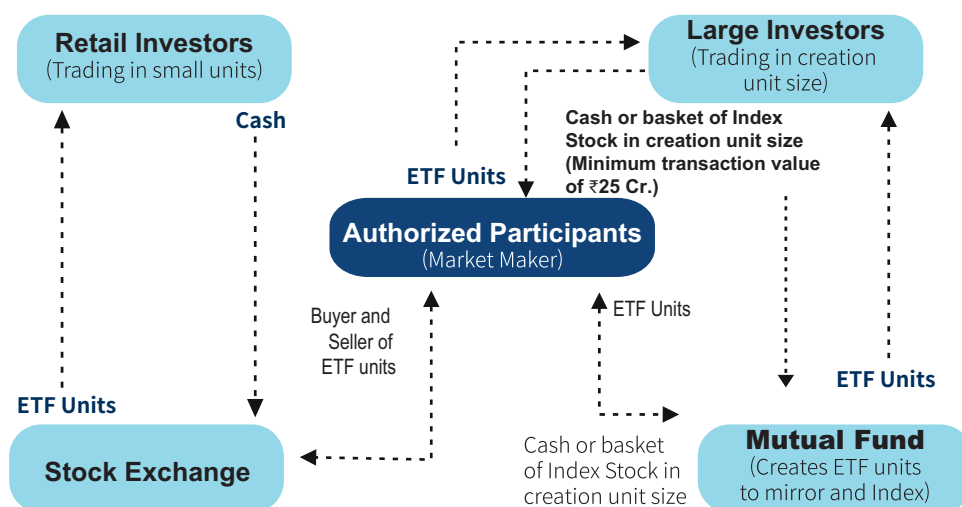 Retail Investors
(Trading in small units)
Large Investors
(Trading in creation
unit size)
Cash
Cash or basket of Index
Stock in creation unit size
(Minimum transaction value
of ₹25 Cr.)
ETF Units
Authorized Participants
(Market Maker)
Buyer and
Seller of
ETF units
ETF Units
ETF Units
ETF Units
Stock Exchange
Cash or basket
of Index Stock in
creation unit size
Mutual Fund
(Creates ETF units
to mirror and Index)